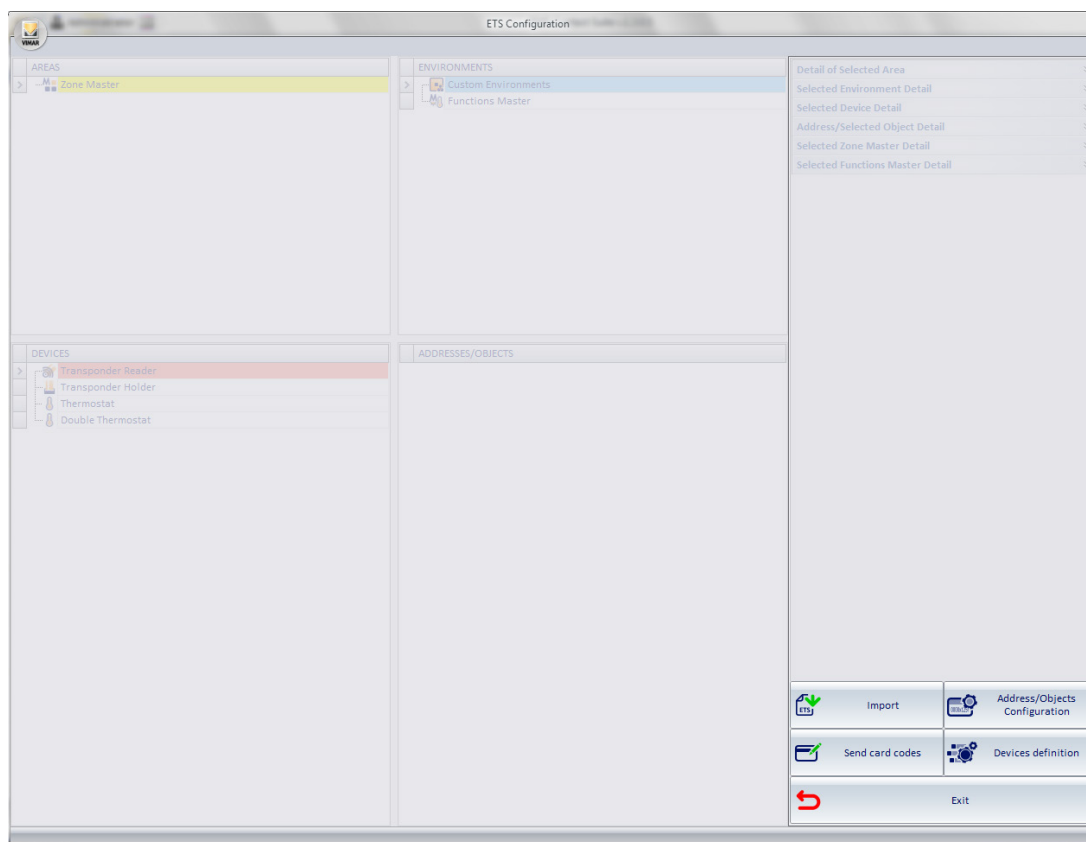 ETS Configuration
VIMAR
AREAS
Zone Master
ENVIRONMENTS
Custom Environments
Functions Master
Detail of Selected Area
Selected Environment Detail
Selected Device Detail
Address/Selected Object Detail
Selected Zone Master Detail
Selected Functions Master Detail
DEVICES
Transponder Reader
Transponder Holder
Thermostat
Double Thermostat
ADDRESSES/OBJECTS
ETS
Import
Address/Objects
Configuration
Send card codes
Devices definition
Exit